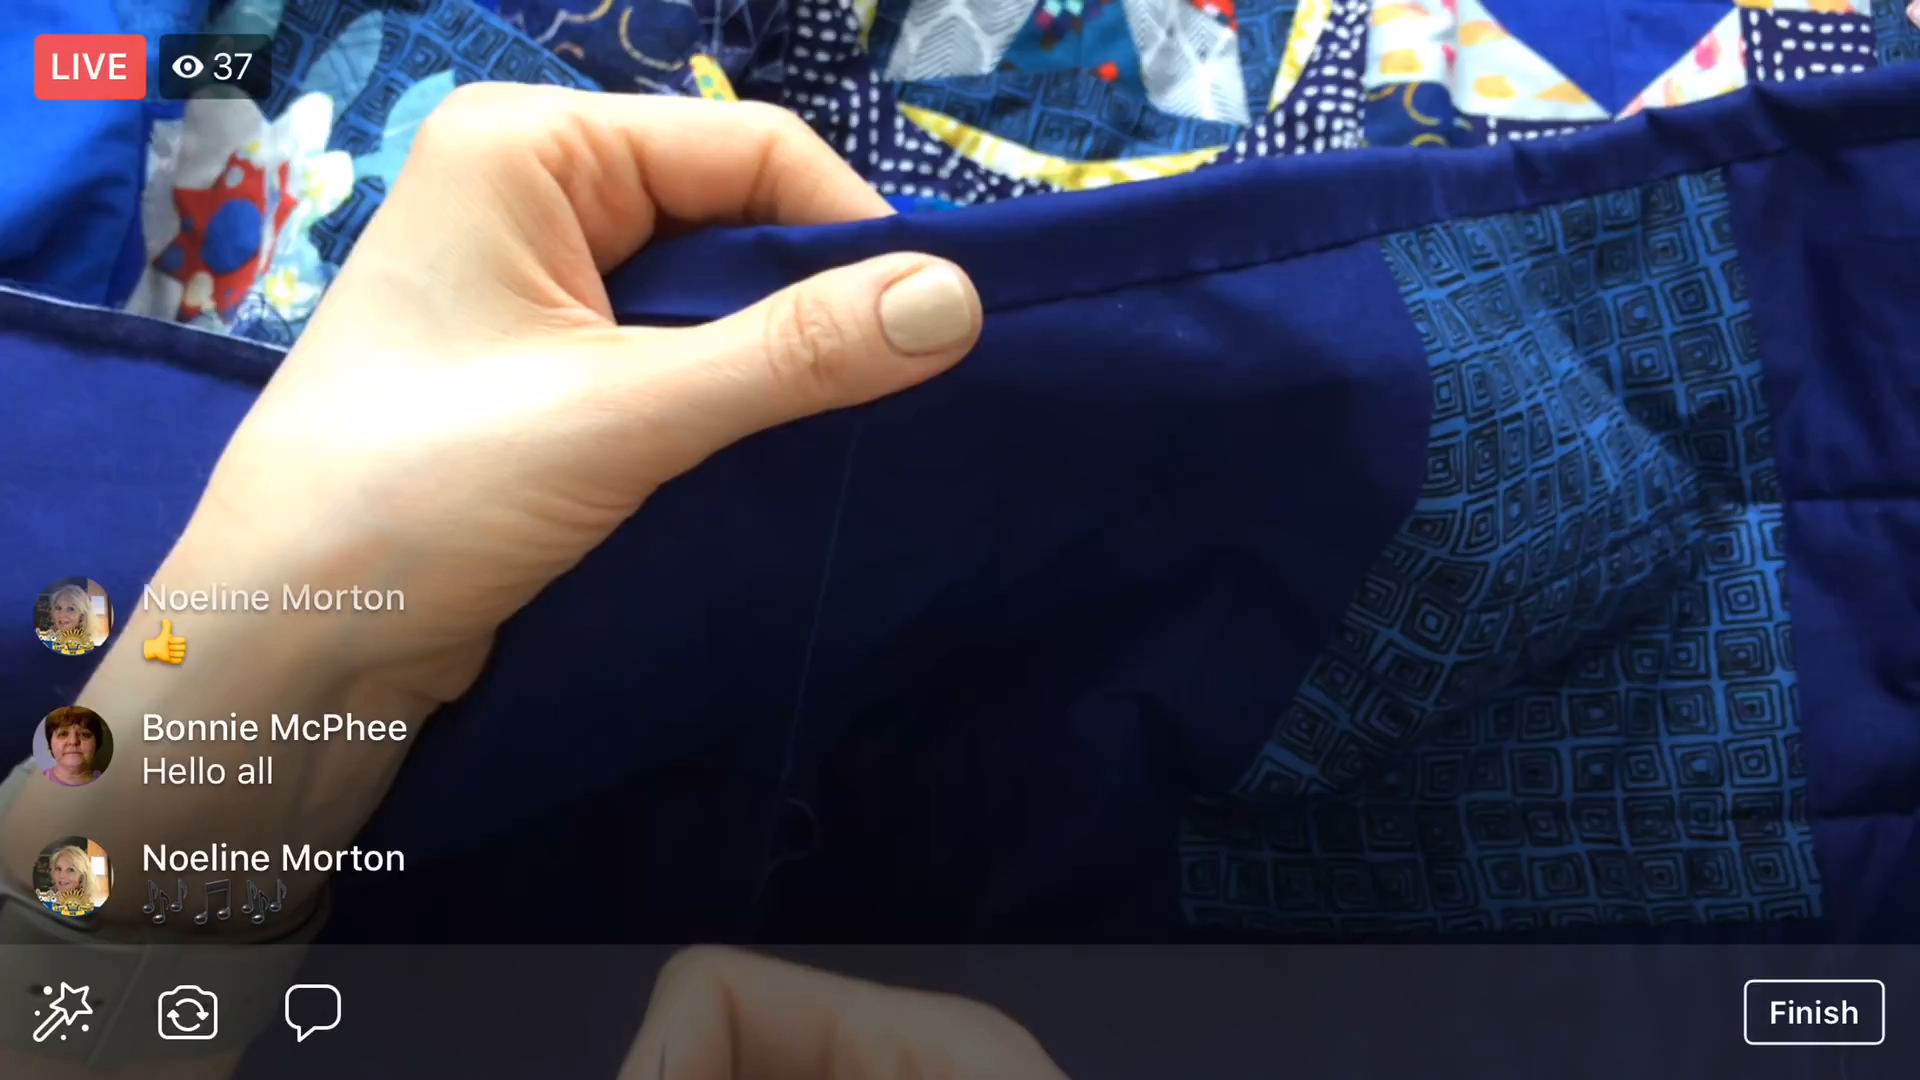 LIVE 37
Noeline Morton
👍
Bonnie McPhee
Hello all
Noeline Morton
🎶🎵🎶
Finish